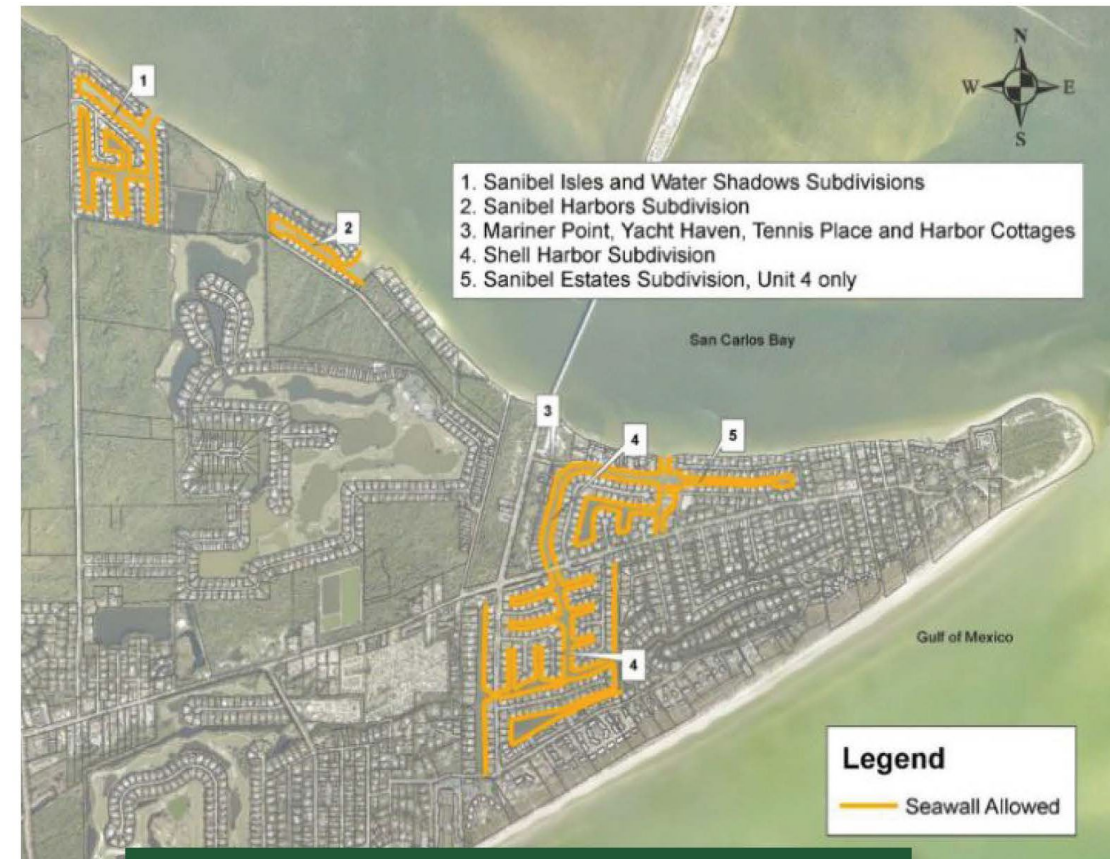 N
W E
S
1
2
1. Sanibel Isles and Water Shadows Subdivisions
2. Sanibel Harbors Subdivision
3. Mariner Point, Yacht Haven, Tennis Place and Harbor Cottages
4. Shell Harbor Subdivision
5. Sanibel Estates Subdivision, Unit 4 only
San Carlos Bay
3
4
5
Gulf of Mexico
4
Legend
Seawall Allowed